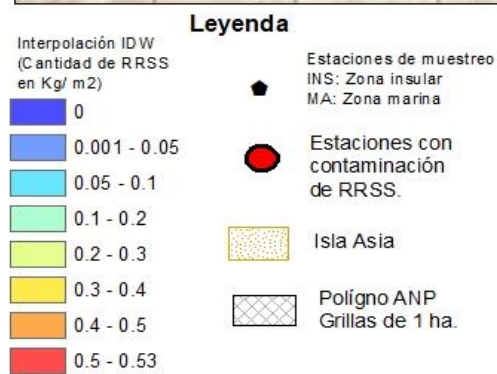 Leyenda
Interpolación IDW
(Cantidad de RRSS
en Kg/ m2)
0
0.001 - 0.05
0.05 - 0.1
0.1 - 0.2
0.2 - 0.3
0.3 - 0.4
0.4 - 0.5
0.5 - 0.53
Estaciones de muestreo
INS: Zona insular
MA: Zona marina
Estaciones con
contaminación
de RRSS.
Isla Asia
Polígno ANP
Grillas de 1 ha.